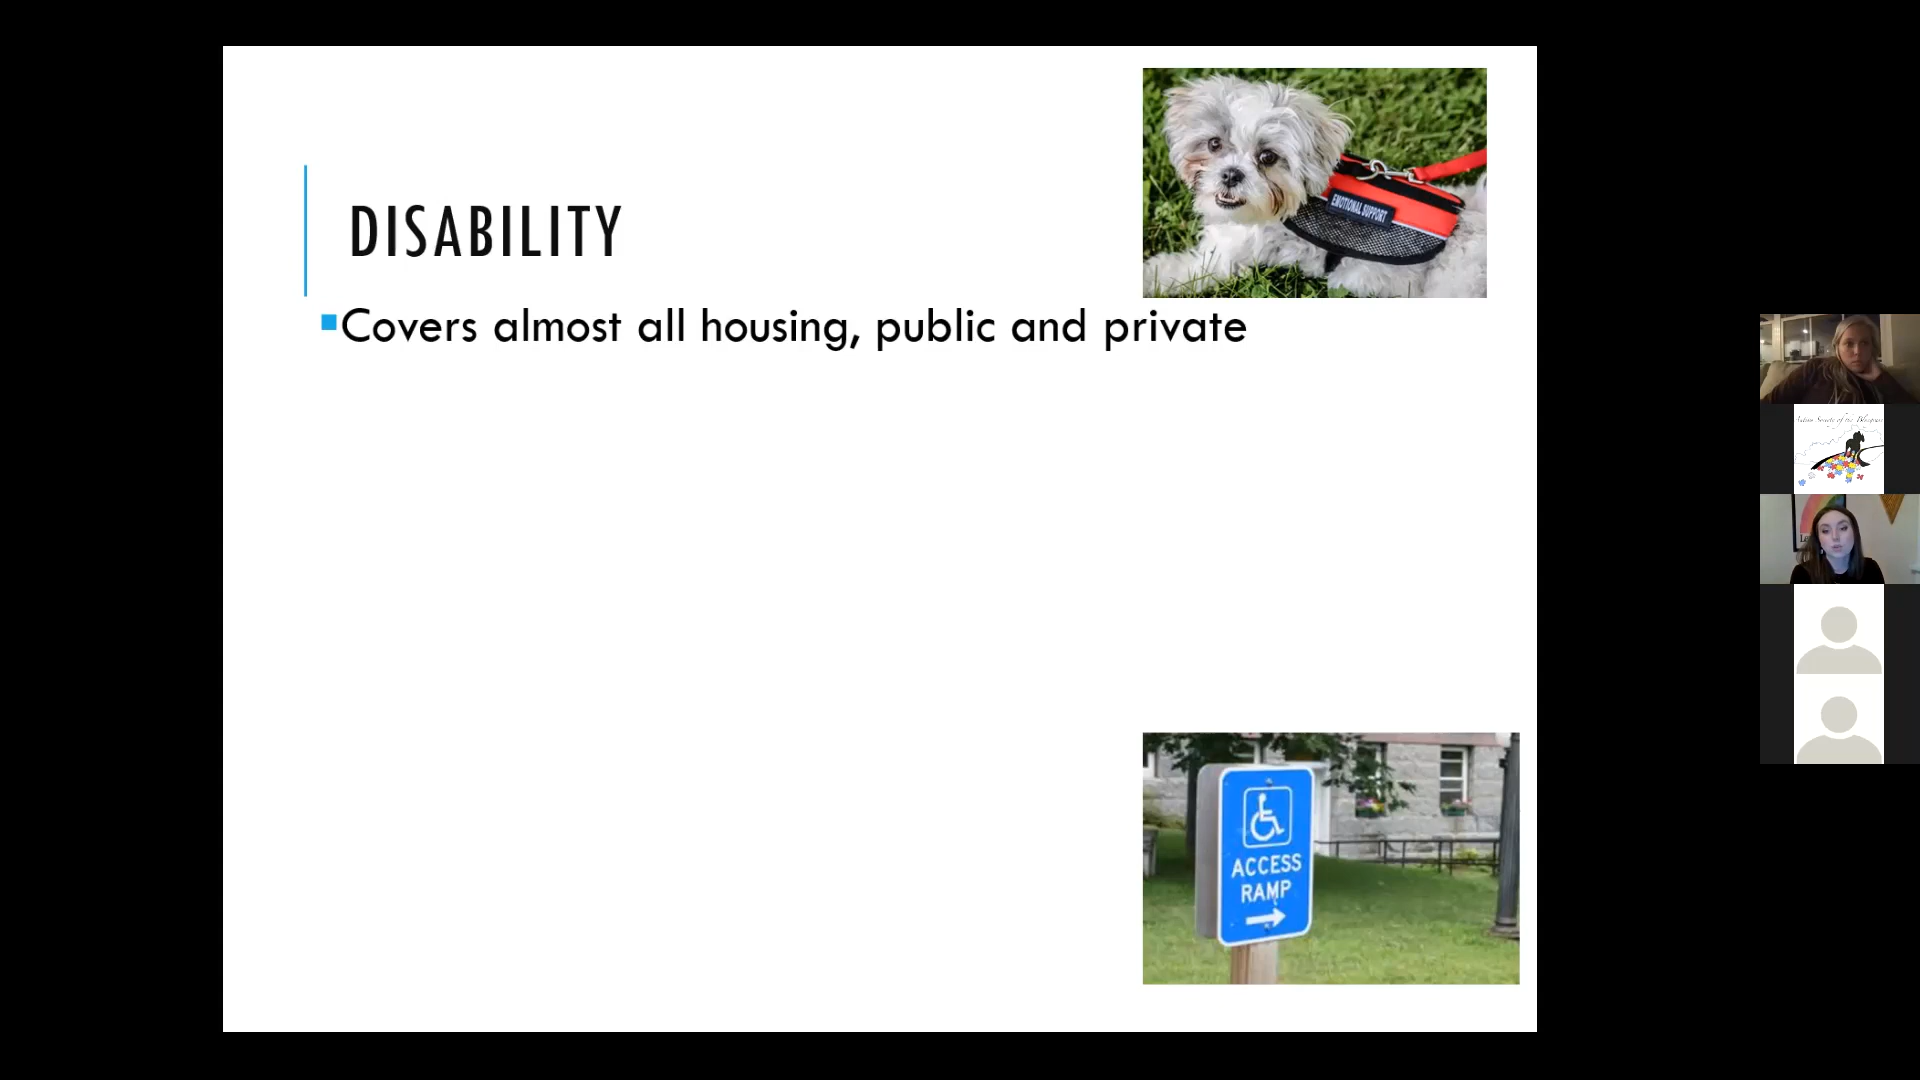 DISABILITY
EMOTIONAL SUPPORT
Covers almost all housing, public and private
ACCESS
RAMP